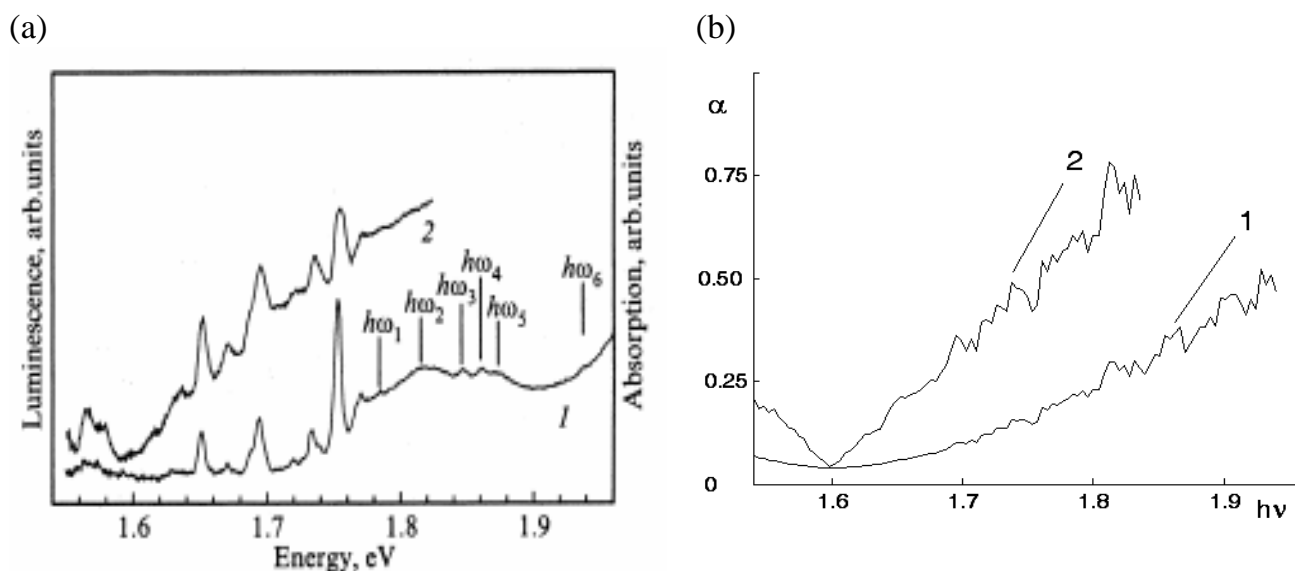 (a)
Luminescence, arb.units
2
hω1
hω2
hω3
hω4
hω5
hω6
1
Absorption, arb.units
1.6 1.7 1.8 1.9
Energy, eV
(b)
α
0.75
0.50
0.25
0
2
1
1.6 1.7 1.8 1.9
hν